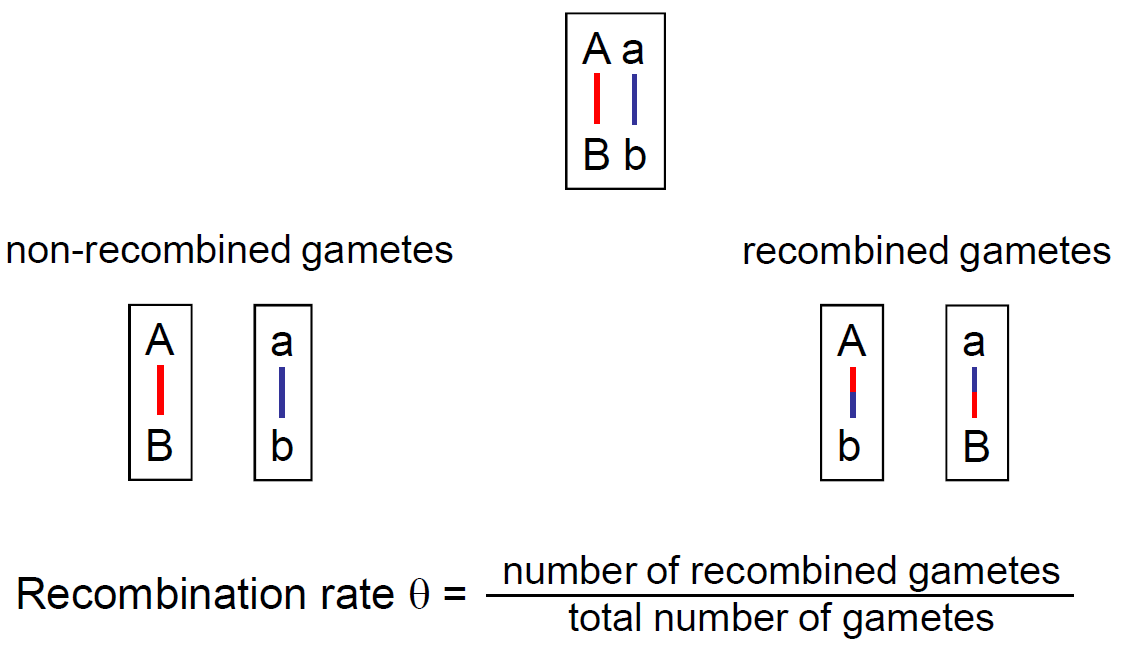 A a
B b
non-recombined gametes
recombined gametes
A a A a
B b b B
Recombination rate θ = number of recombined gametes
total number of gametes